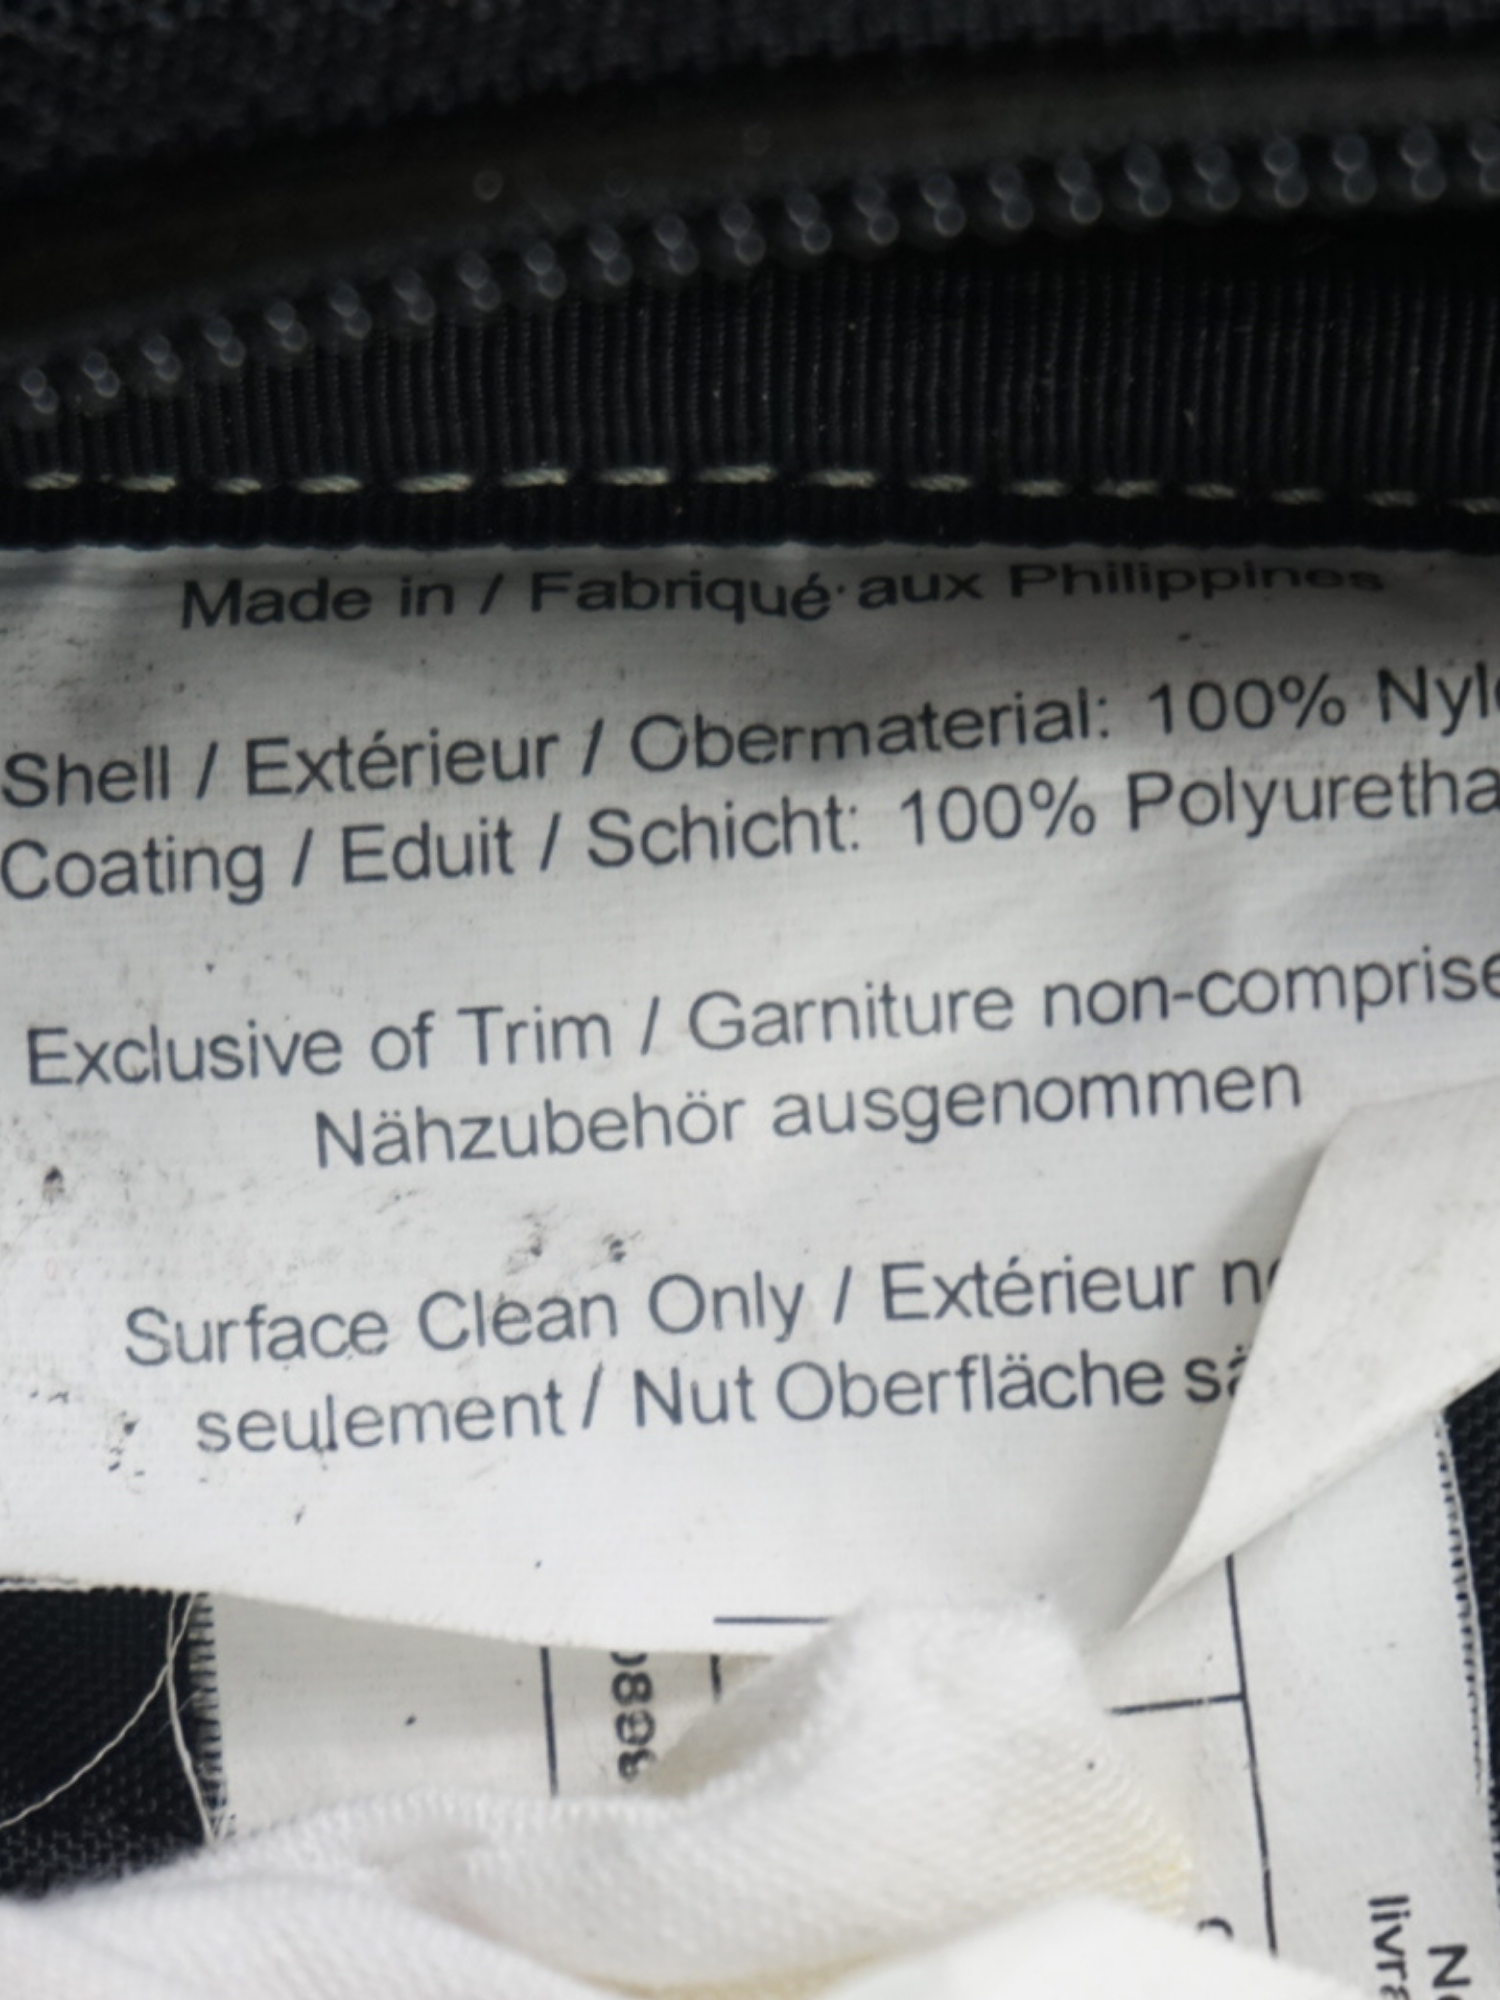 Made in / Fabriqué aux Philippines
Shell / Extérieur / Obermaterial: 100% Nyl
Coating / Eduit / Schicht: 100% Polyuretha
Exclusive of Trim / Garniture non-comprise
Nähzubehör ausgenommen
Surface Clean Only / Extérieur
seulement / Nut Oberfläche